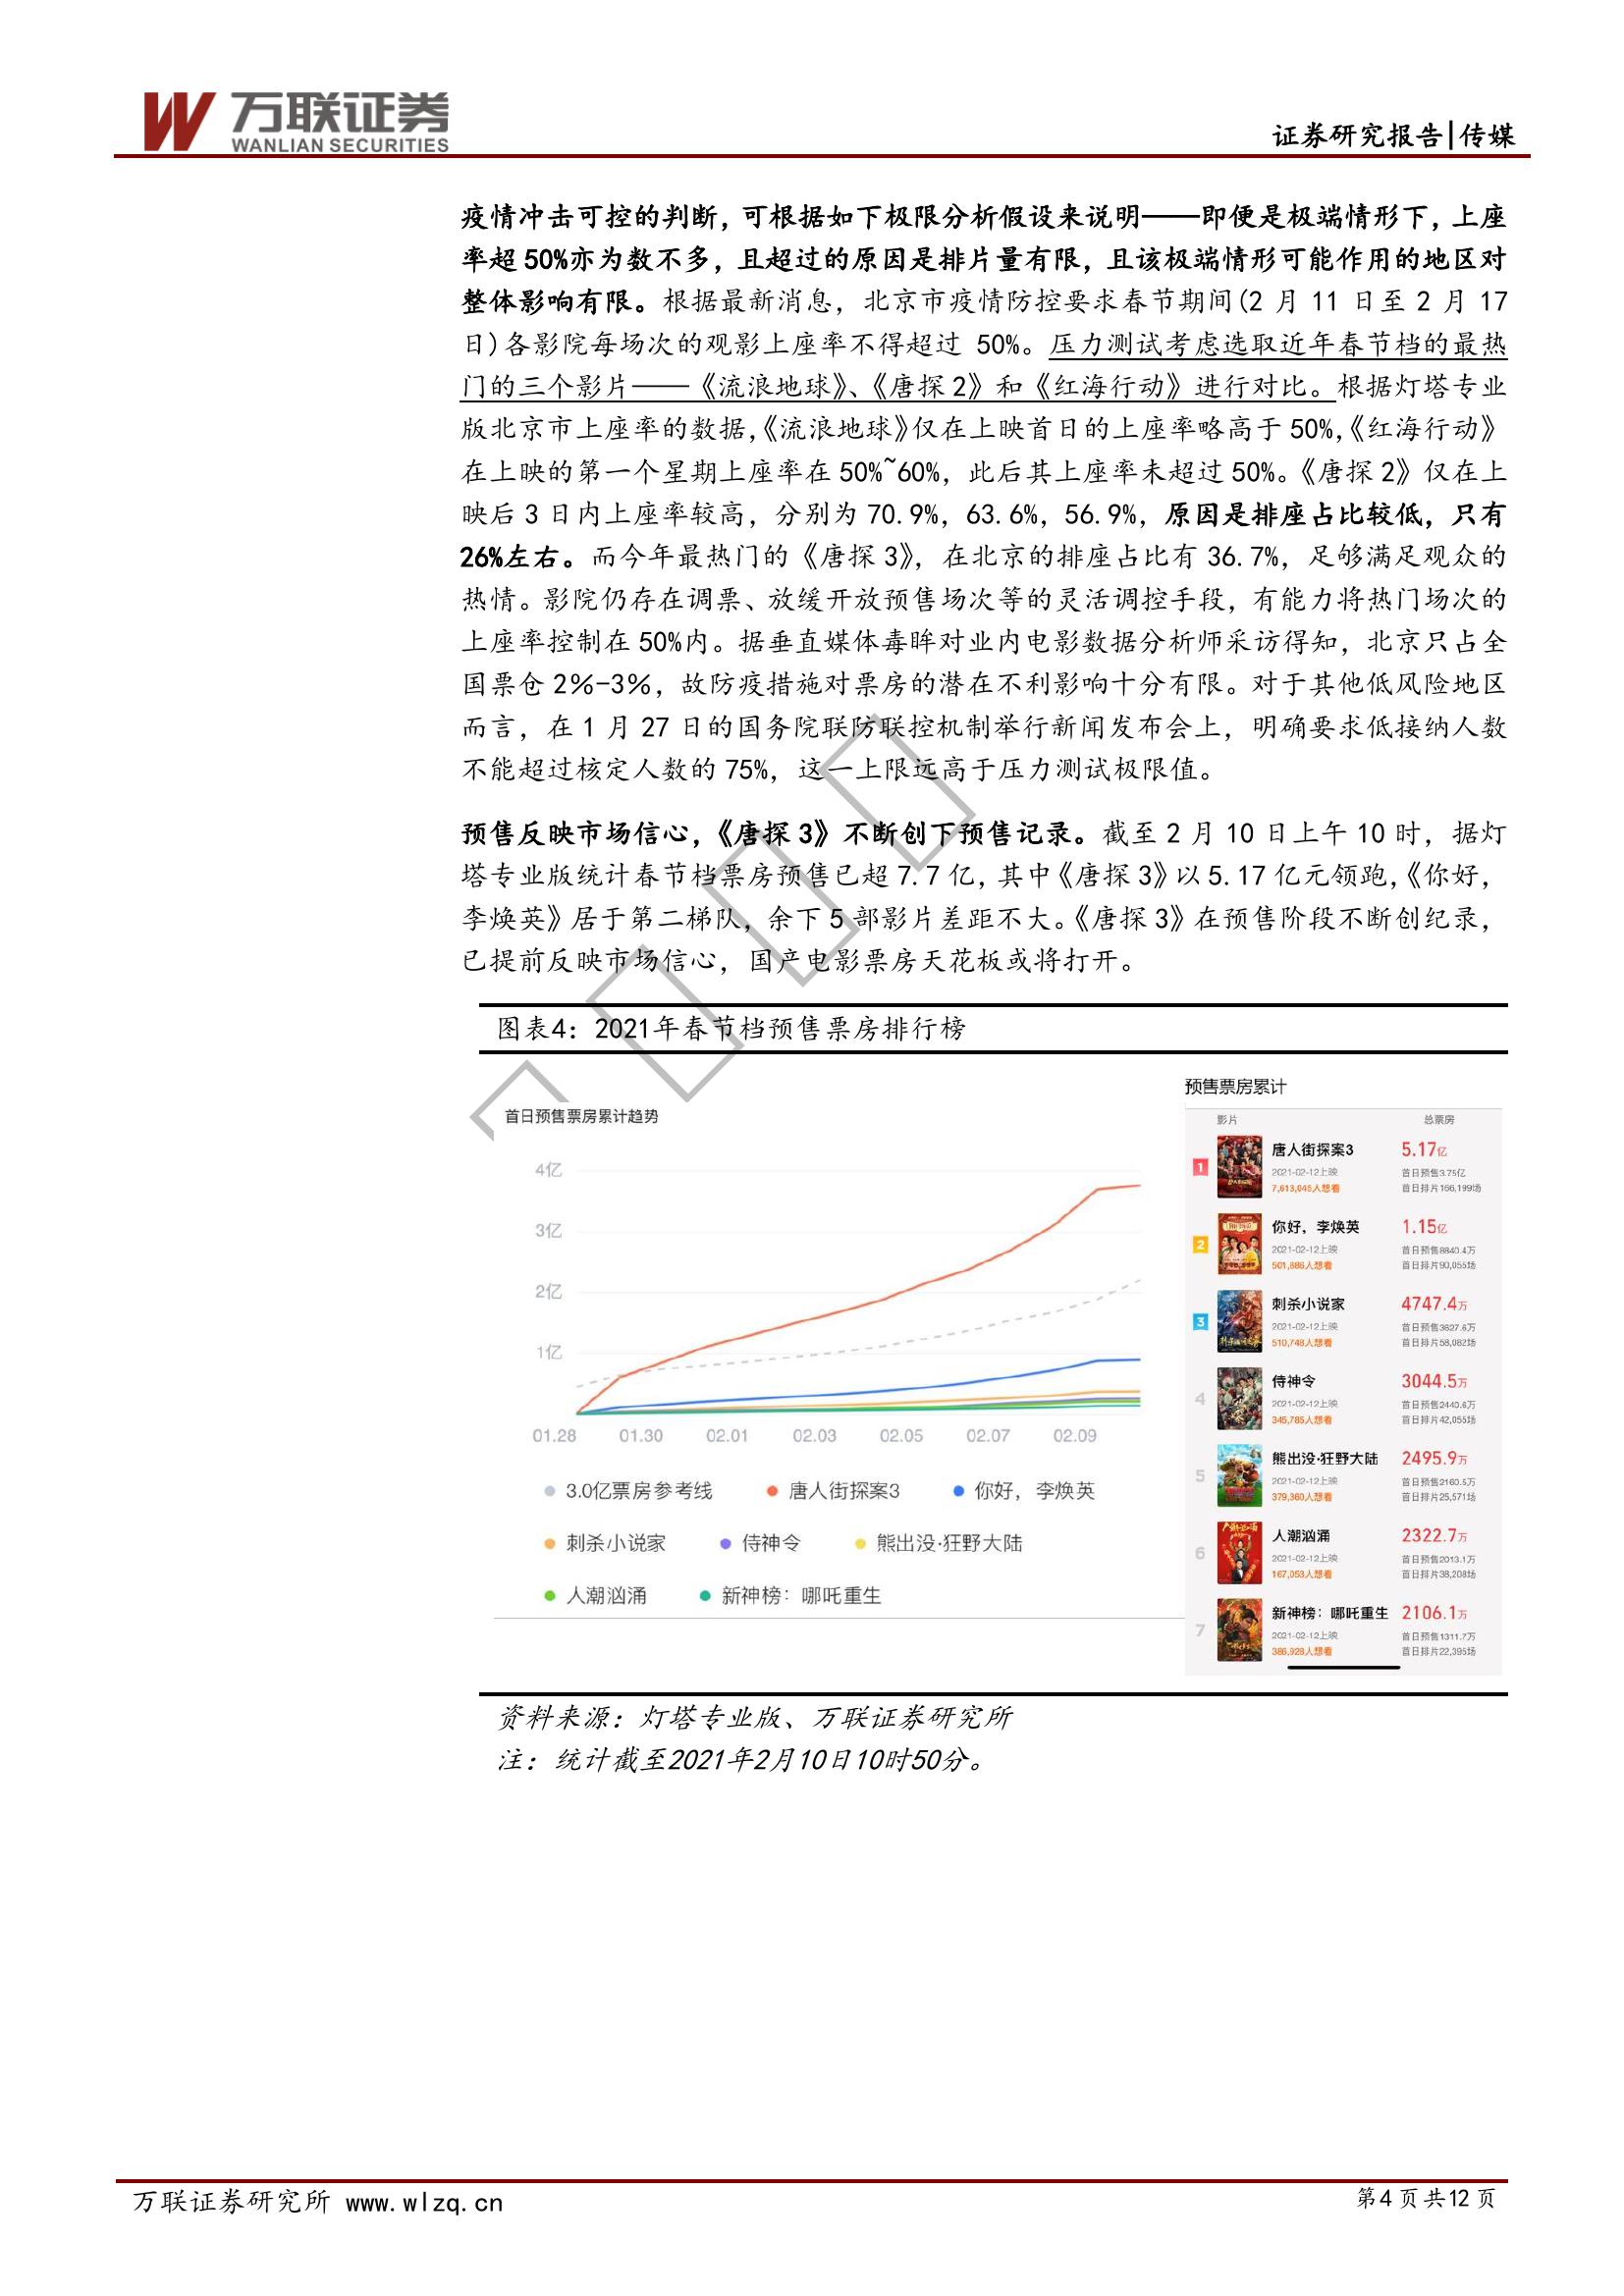 万联证券
WANLIAN SECURITIES
证券研究报告|传媒
疫情冲击可控的判断，可根据如下极限分析假设来说明——即便是极端情形下，上座
率超50%亦为数不多，且超过的原因是排片量有限，且该极端情形可能作用的地区对
整体影响有限。根据最新消息，北京市疫情防控要求春节期间(2 月 11 日至 2 月 17
日)各影院每场次的观影上座率不得超过 50%。压力测试考虑选取近年春节档的最热
门的三个影片——《流浪地球》、《唐探2》和《红海行动》进行对比。根据灯塔专业
版北京市上座率的数据，《流浪地球》仅在上映首日的上座率略高于50%，《红海行动》
在上映的第一个星期上座率在50%~60%，此后其上座率未超过50%。《唐探2》仅在上
映后3日内上座率较高，分别为70.9%，63.6%，56.9%，原因是排座占比较低，只有
26%左右。而今年最热门的《唐探3》，在北京的排座占比有36.7%，足够满足观众的
热情。影院仍存在调票、放缓开放预售场次等的灵活调控手段，有能力将热门场次的
上座率控制在50%内。据垂直媒体毒眸对业内电影数据分析师采访得知，北京只占全
国票仓2%-3%，故防疫措施对票房的潜在不利影响十分有限。对于其他低风险地区
而言，在1月27日的国务院联防联控机制举行新闻发布会上，明确要求低接纳人数
不能超过核定人数的75%，这一上限远高于压力测试极限值。
预售反映市场信心，《唐探3》不断创下预售记录。截至2月10日上午10时，据灯
塔专业版统计春节档票房预售已超7.7亿，其中《唐探3》以5.17亿元领跑，《你好，
李焕英》居于第二梯队，余下5部影片差距不大。《唐探3》在预售阶段不断创纪录，
已提前反映市场信心，国产电影票房天花板或将打开。
图表4：2021年春节档预售票房排行榜
首日预售票房累计趋势
4亿
3亿
2亿
1亿
01.28 01.30 02.01 02.03 02.05 02.07 02.09
3.0亿票房参考线 唐人街探案3 你好，李焕英
刺杀小说家 侍神令 熊出没·狂野大陆
人潮汹涌 新神榜：哪吒重生
预售票房累计
影片 总票房
1 唐人街探案3 5.17亿
2021-02-12上映 首日预售3.75亿
7,613,045人想看 首日排片166,199场
2 你好，李焕英 1.15亿
2021-02-12上映 首日预售8840.4万
501,886人想看 首日排片90,055场
3 刺杀小说家 4747.4万
2021-02-12上映 首日预售3627.6万
510,748人想看 首日排片58,082场
4 侍神令 3044.5万
2021-02-12上映 首日预售2440.6万
345,785人想看 首日排片42,055场
5 熊出没·狂野大陆 2495.9万
2021-02-12上映 首日预售2160.5万
379,360人想看 首日排片25,571场
6 人潮汹涌 2322.7万
2021-02-12上映 首日预售2013.1万
167,053人想看 首日排片38,208场
7 新神榜：哪吒重生 2106.1万
2021-02-12上映 首日预售1311.7万
386,928人想看 首日排片22,395场
资料来源：灯塔专业版、万联证券研究所
注：统计截至2021年2月10日10时50分。
万联证券研究所 www.wlzq.cn
第4页共12页